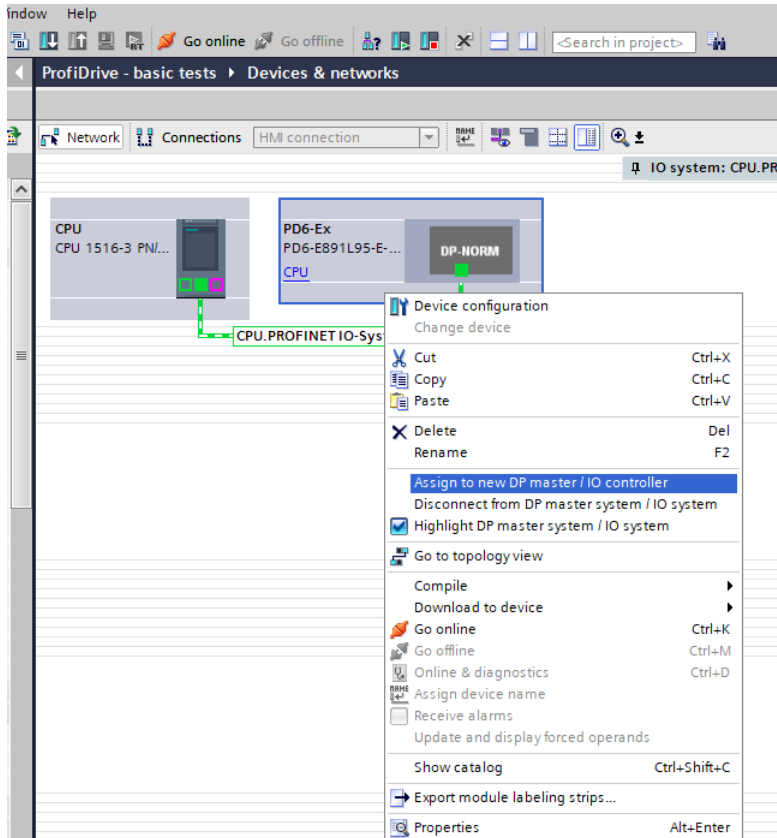 indow Help
Go online Go offline <Search in project>
ProfiDrive - basic tests Devices & networks
Network Connections HMI connection
IO system: CPU.PR
CPU
CPU 1516-3 PN/...
PD6-Ex
PD6-E891L95-E-...
CPU
DP-NORM
CPU.PROFINET IO-Sys
Device configuration
Change device
Cut Ctrl+X
Copy Ctrl+C
Paste Ctrl+V
Delete Del
Rename F2
Assign to new DP master / IO controller
Disconnect from DP master system / IO system
Highlight DP master system / IO system
Go to topology view
Compile
Download to device
Go online Ctrl+K
Go offline Ctrl+M
Online & diagnostics Ctrl+D
Assign device name
Receive alarms
Update and display forced operands
Show catalog Ctrl+Shift+C
Export module labeling strips...
Properties Alt+Enter